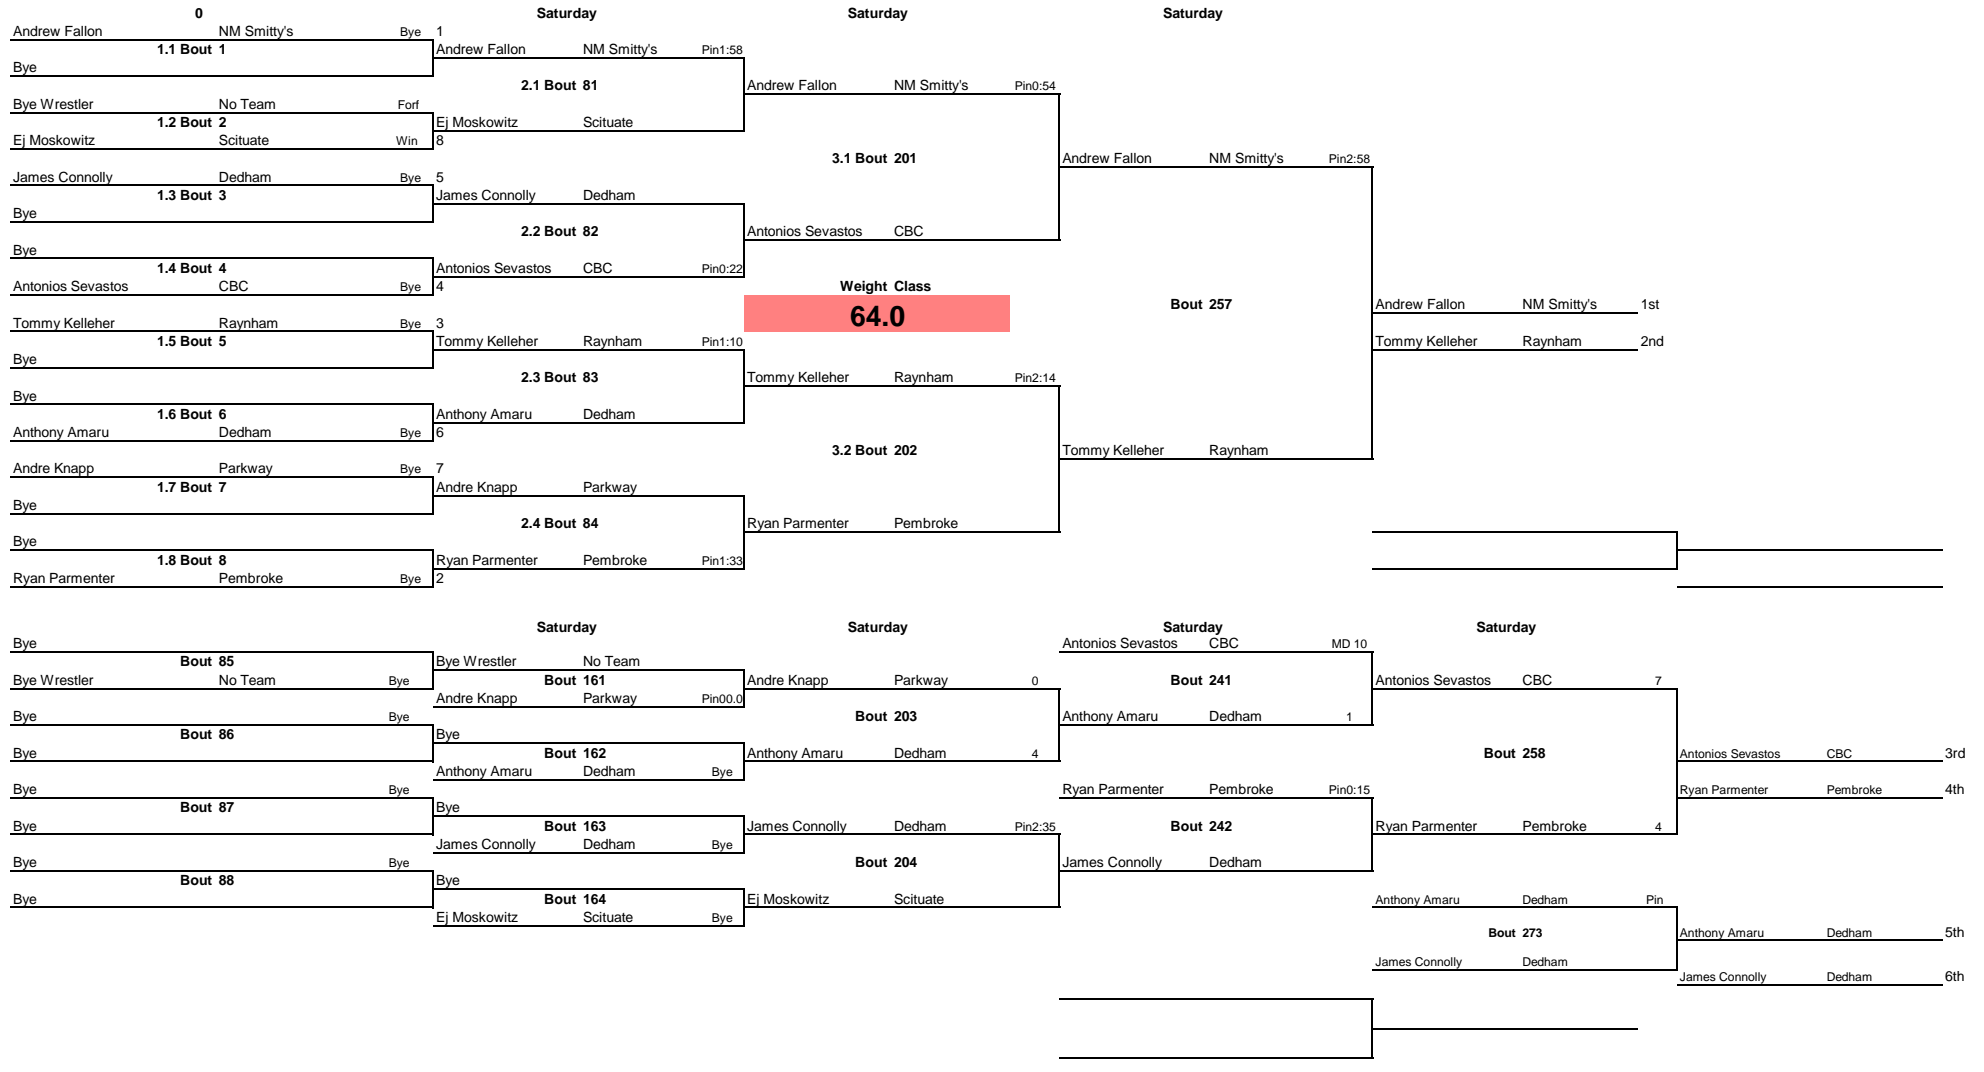 0 Saturday Saturday Saturday
Andrew Fallon NM Smitty's Bye 1
1.1 Bout 1 Andrew Fallon NM Smitty's Pin1:58
Bye
2.1 Bout 81 Andrew Fallon NM Smitty's Pin0:54
Bye Wrestler No Team Forf
1.2 Bout 2 Ej Moskowitz Scituate
Ej Moskowitz Scituate Win 8
3.1 Bout 201 Andrew Fallon NM Smitty's Pin2:58
James Connolly Dedham Bye 5
1.3 Bout 3 James Connolly Dedham
Bye
2.2 Bout 82 Antonios Sevastos CBC
Bye
1.4 Bout 4 Antonios Sevastos CBC Pin0:22
Antonios Sevastos CBC Bye 4 Weight Class
Bout 257 Andrew Fallon NM Smitty's 1st
64.0
Tommy Kelleher Raynham Bye 3
1.5 Bout 5 Tommy Kelleher Raynham Pin1:10 Tommy Kelleher Raynham 2nd
Bye
2.3 Bout 83 Tommy Kelleher Raynham Pin2:14
Bye
1.6 Bout 6 Anthony Amaru Dedham
Anthony Amaru Dedham Bye 6
3.2 Bout 202 Tommy Kelleher Raynham
Andre Knapp Parkway Bye 7
1.7 Bout 7 Andre Knapp Parkway
Bye
2.4 Bout 84 Ryan Parmenter Pembroke
Bye
1.8 Bout 8 Ryan Parmenter Pembroke Pin1:33
Ryan Parmenter Pembroke Bye 2
Saturday Saturday Saturday Saturday
Bye Antonios Sevastos CBC MD 10
Bout 85 Bye Wrestler No Team
Bye Wrestler No Team Bye Bout 161 Andre Knapp Parkway 0 Bout 241 Antonios Sevastos CBC 7
Andre Knapp Parkway Pin00.0
Bye Bye Bout 203 Anthony Amaru Dedham 1
Bout 86 Bye
Bye Bout 162 Anthony Amaru Dedham 4 Bout 258 Antonios Sevastos CBC 3rd
Anthony Amaru Dedham Bye
Bye Bye Ryan Parmenter Pembroke Pin0:15 Ryan Parmenter Pembroke 4th
Bout 87 Bye
Bye Bout 163 James Connolly Dedham Pin2:35 Bout 242 Ryan Parmenter Pembroke 4
James Connolly Dedham Bye
Bye Bye Bout 204 James Connolly Dedham
Bout 88 Bye
Bye Bout 164 Ej Moskowitz Scituate Anthony Amaru Dedham Pin
Ej Moskowitz Scituate Bye
Bout 273 Anthony Amaru Dedham 5th
James Connolly Dedham
James Connolly Dedham 6th